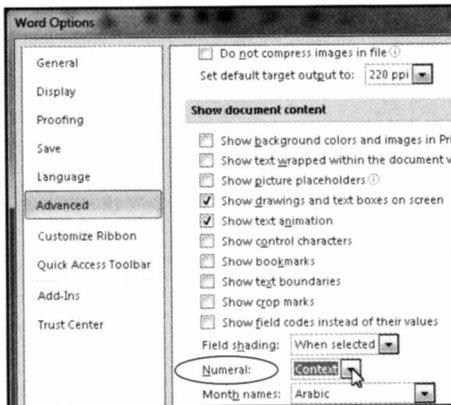 Word Options
General
Display
Proofing
Save
Language
Advanced
Customize Ribbon
Quick Access Toolbar
Add-Ins
Trust Center
Do not compress images in file
Set default target output to: 220 ppi
Show document content
Show background colors and images in Pri
Show text wrapped within the document v
Show picture placeholders
Show drawings and text boxes on screen
Show text animation
Show control characters
Show bookmarks
Show text boundaries
Show crop marks
Show field codes instead of their values
Field shading: When selected
Numeral: Context
Month names: Arabic